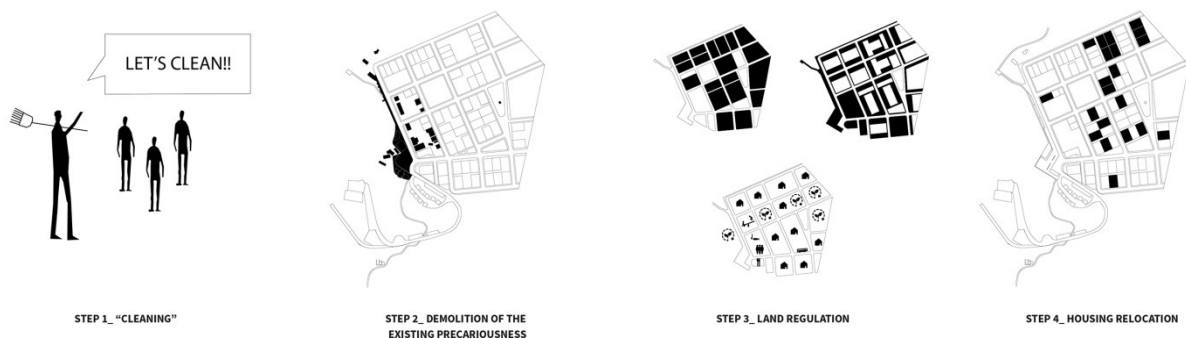 LET'S CLEAN!!
STEP 1_ “CLEANING”
STEP 2_ DEMOLITION OF THE
EXISTING PRECARIOUSNESS
STEP 3_ LAND REGULATION
STEP 4_ HOUSING RELOCATION